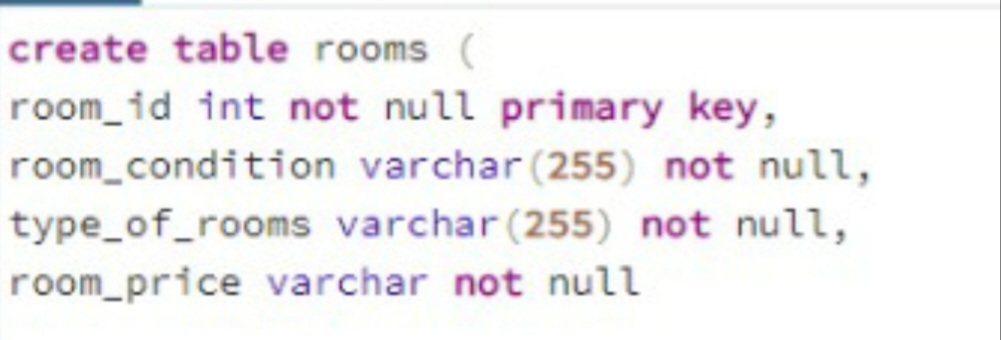 create table rooms (
room_id int not null primary key,
room_condition varchar(255) not null,
type_of_rooms varchar(255) not null,
room_price varchar not null